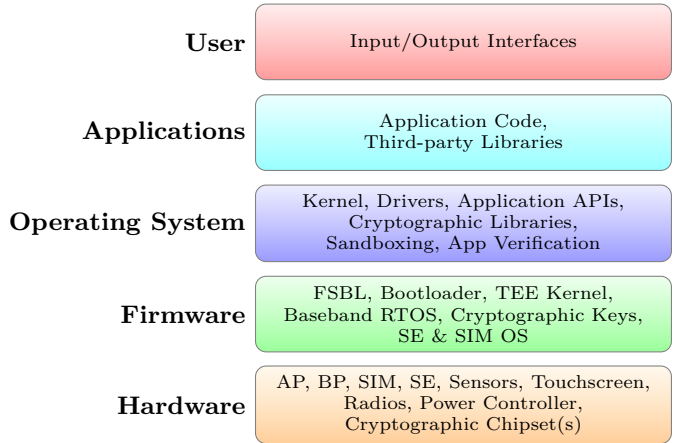 User
Input/Output Interfaces
Applications
Application Code,
Third-party Libraries
Operating System
Kernel, Drivers, Application APIs,
Cryptographic Libraries,
Sandboxing, App Verification
Firmware
FSBL, Bootloader, TEE Kernel,
Baseband RTOS, Cryptographic Keys,
SE & SIM OS
Hardware
AP, BP, SIM, SE, Sensors, Touchscreen,
Radios, Power Controller,
Cryptographic Chipset(s)